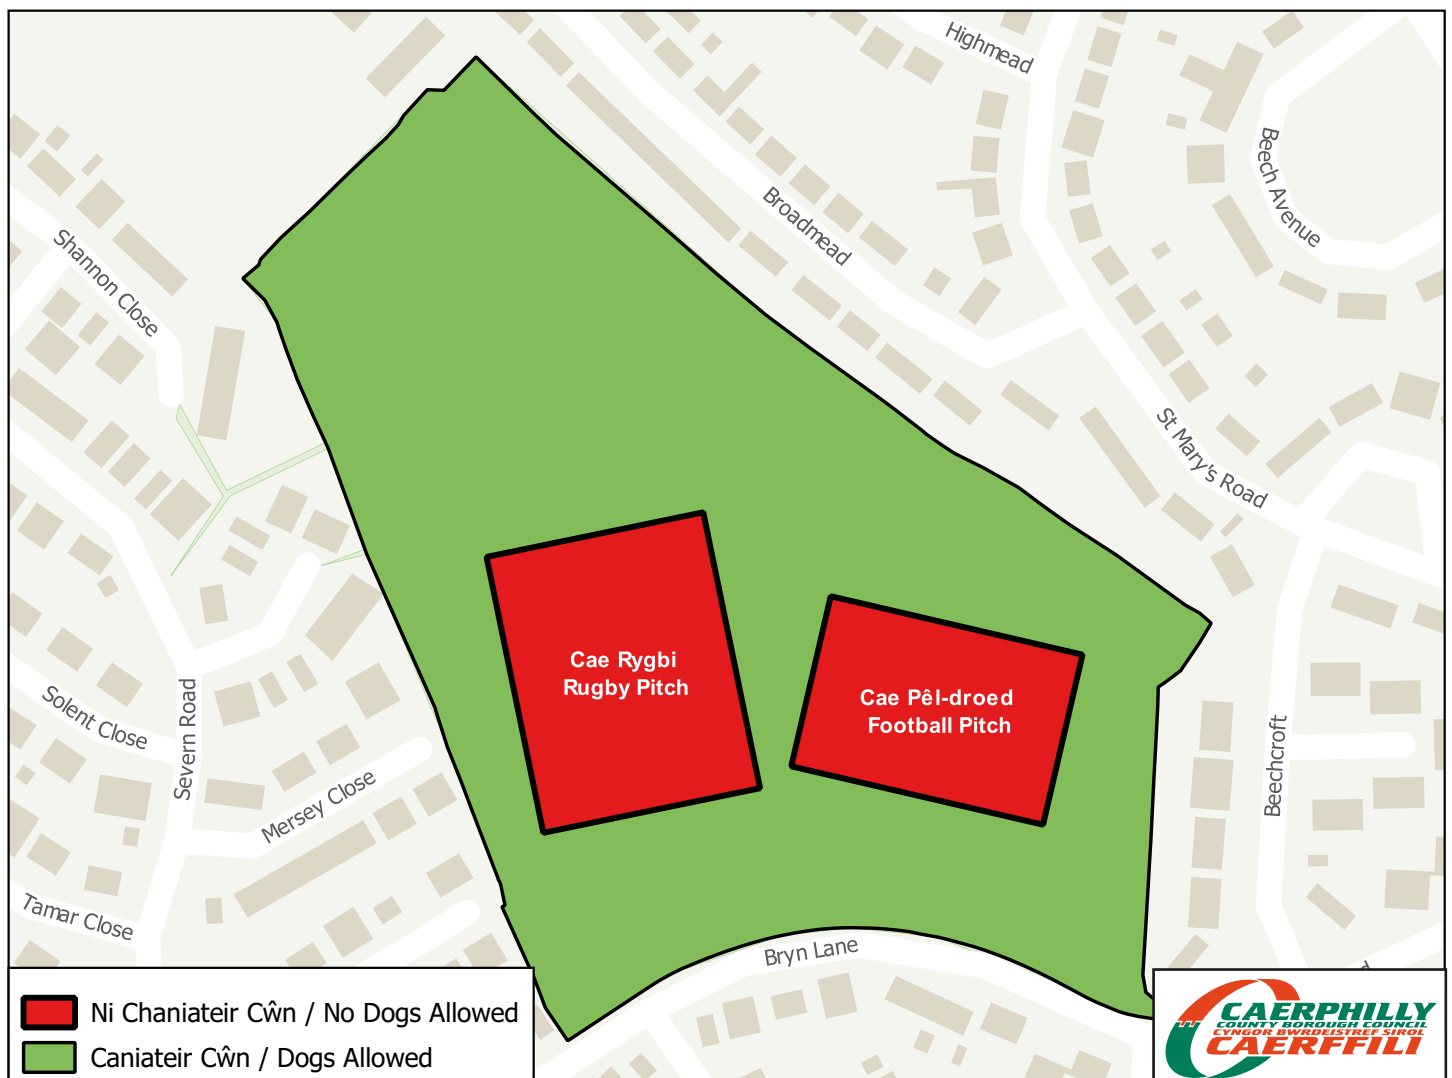 Highmead
Beech Avenue
Broadmead
Shannon Close
St Mary's Road
Cae Rygbi
Rugby Pitch
Cae Pêl-droed
Football Pitch
Solent Close
Severn Road
Mersey Close
Beechcroft
Tamar Close
Bryn Lane
Ni Chaniateir Cŵn / No Dogs Allowed
Caniateir Cŵn / Dogs Allowed
CAERPHILLY
COUNTY BOROUGH COUNCIL
CYNGOR BWRDEISTREF SIROL
CAERFFILI